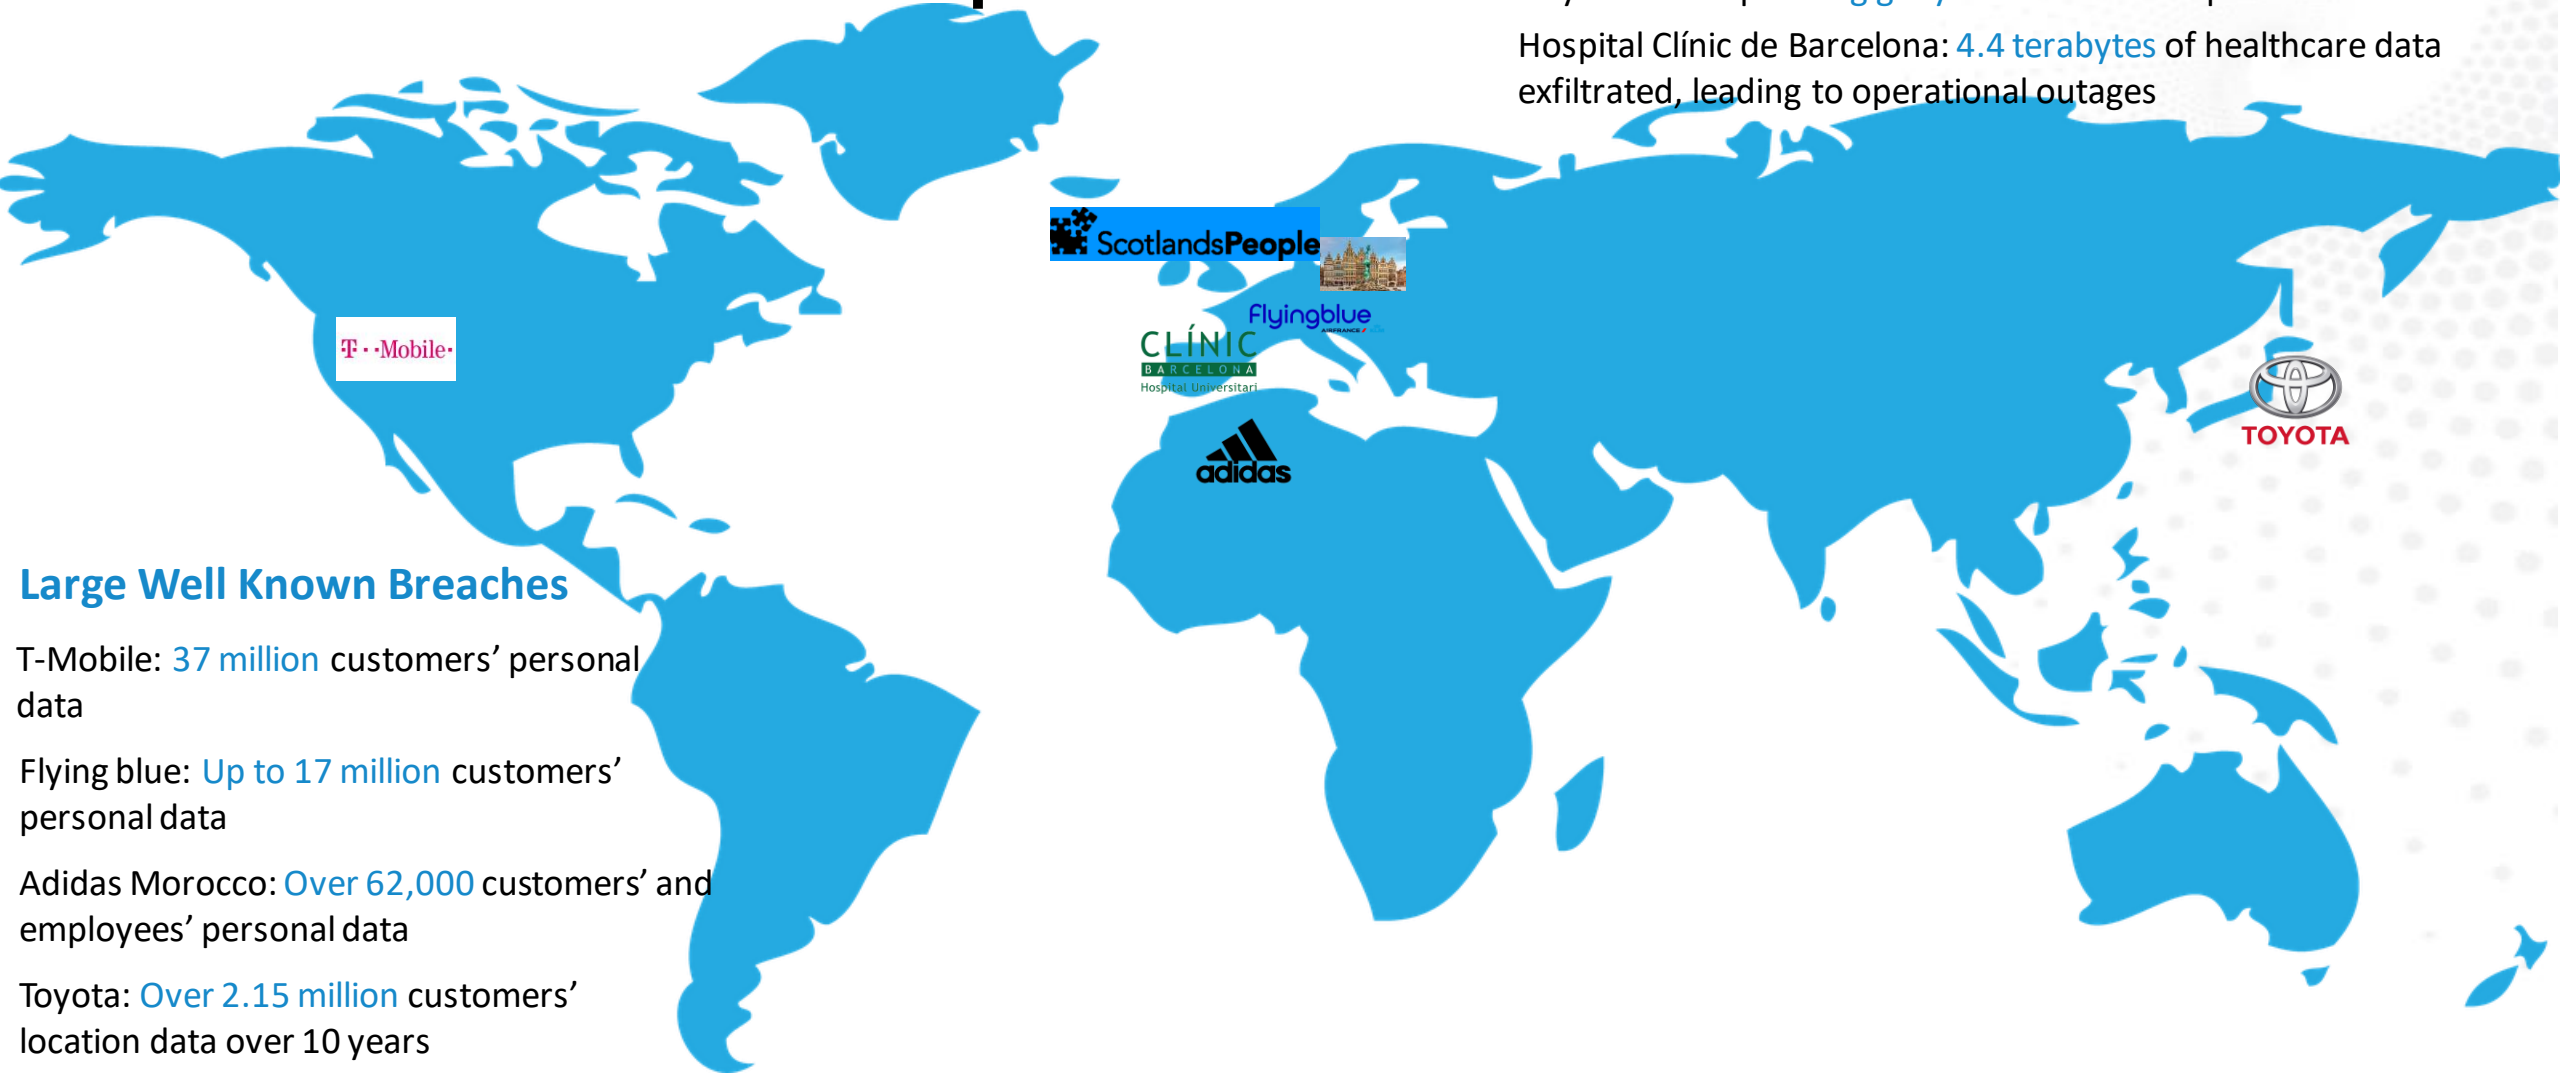 Hospital Clínic de Barcelona: 4.4 terabytes of healthcare data
exfiltrated, leading to operational outages
ScotlandsPeople
Flyingblue
AIRFRANCE
CLÍNIC
BARCELONA
Hospital Universitari
T··Mobile·
adidas
TOYOTA
Large Well Known Breaches
T-Mobile: 37 million customers’ personal
data
Flying blue: Up to 17 million customers’
personal data
Adidas Morocco: Over 62,000 customers’ and
employees’ personal data
Toyota: Over 2.15 million customers’
location data over 10 years